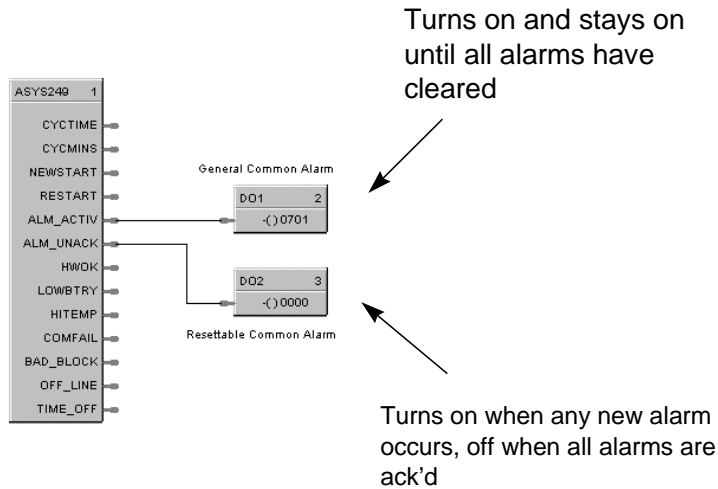 Turns on and stays on
until all alarms have
cleared
ASYS249 1
CYCTIME
CYCMINS
NEWSTART
RESTART
ALM_ACTIV
ALM_UNACK
HWOK
LOWBTRY
HITEMP
COMFAIL
BAD_BLOCK
OFF_LINE
TIME_OFF
General Common Alarm
DO1 2
-( ) 0701
DO2 3
-( ) 0000
Resettable Common Alarm
Turns on when any new alarm
occurs, off when all alarms are
ack'd